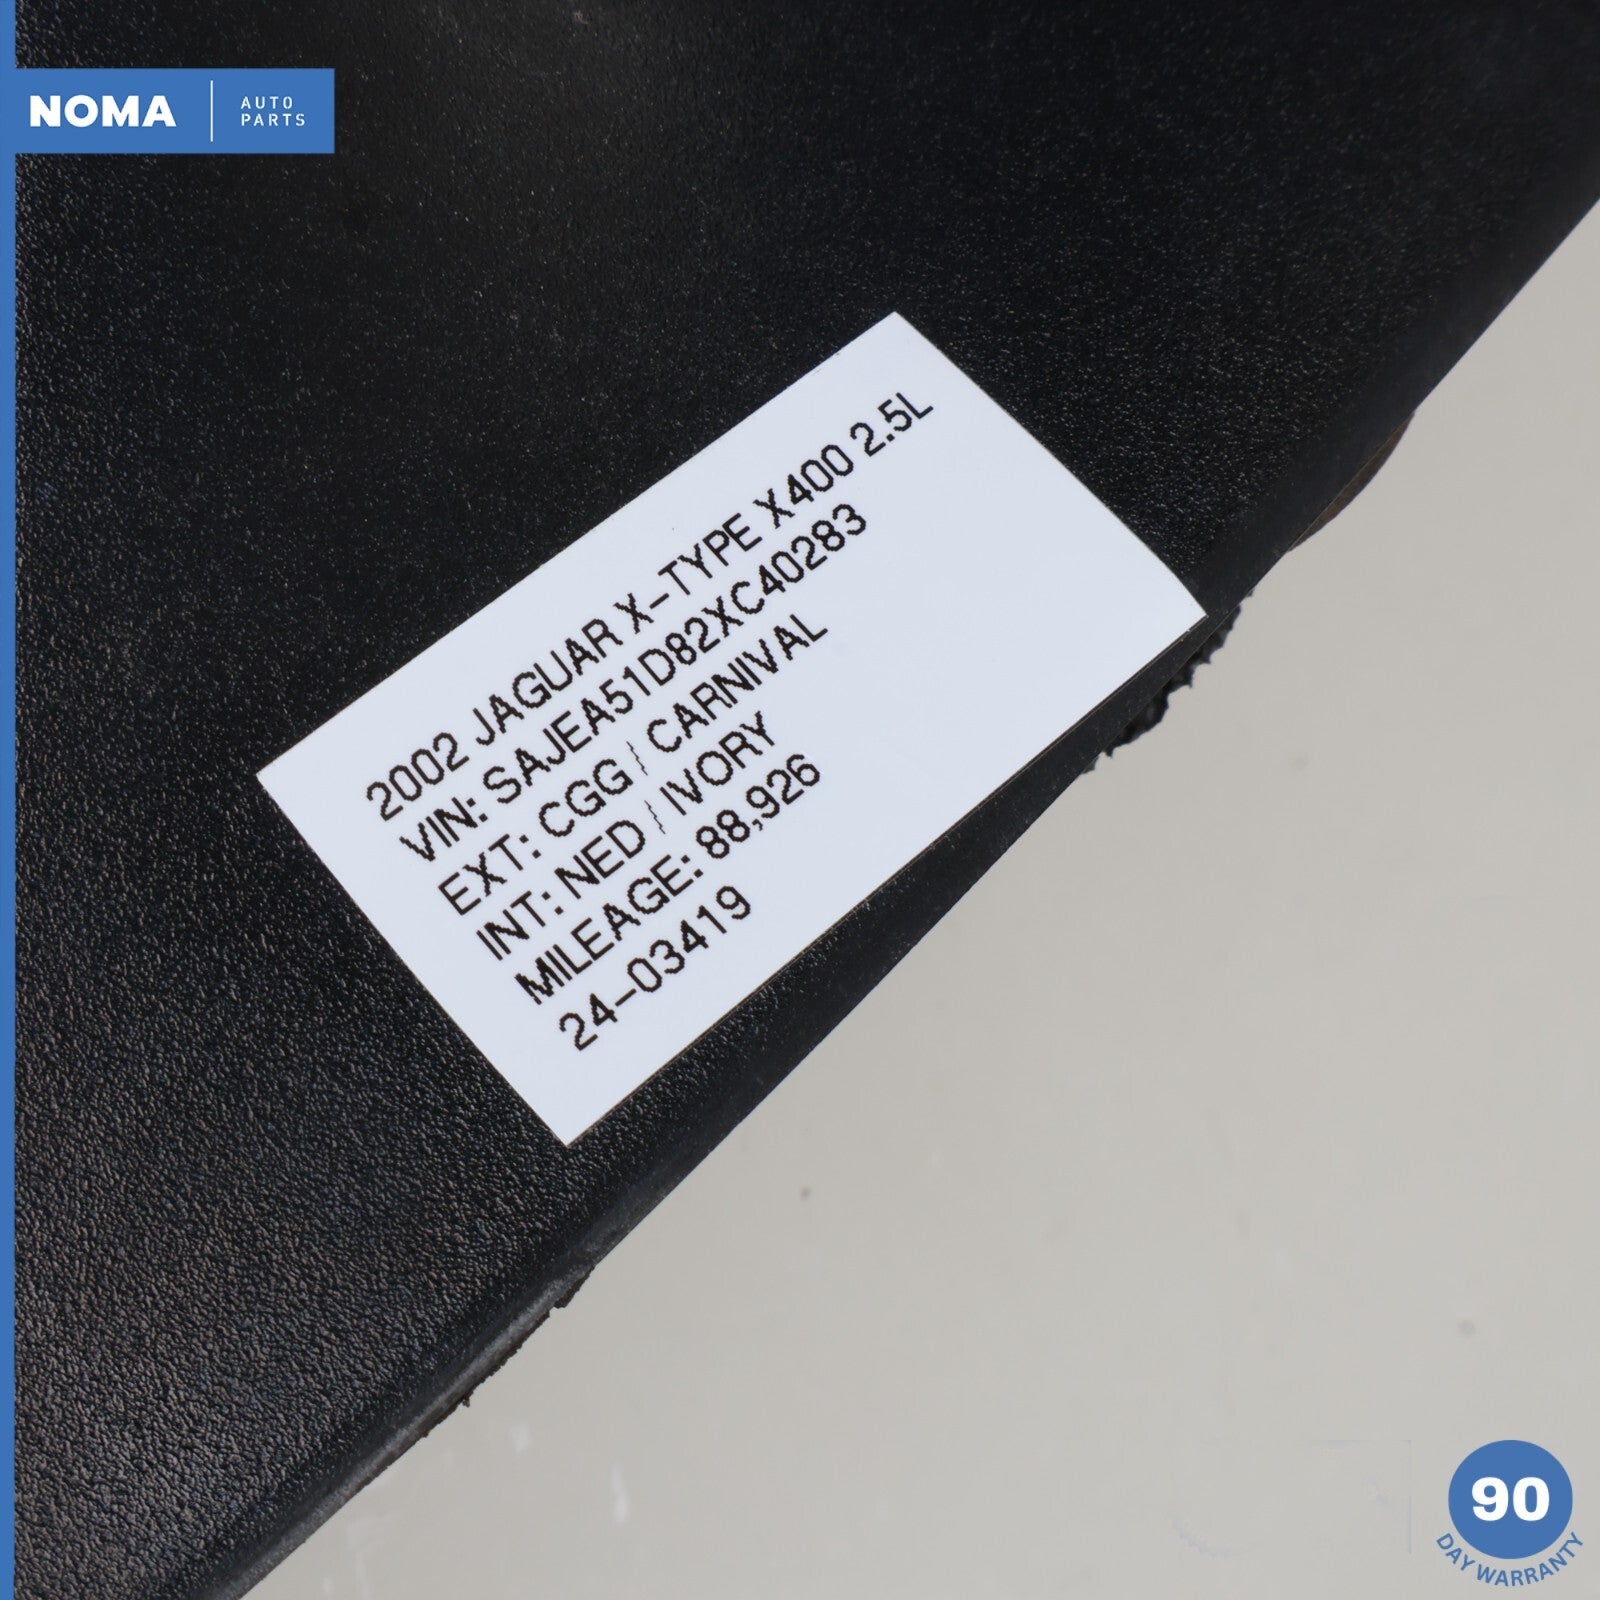 NOMA
AUTO
PARTS
2002 JAGUAR X-TYPE X400 2.5L
VIN: SAJEA51D82XC40283
EXT: CGG / CARNIVAL
INT: NED / IVORY
MILEAGE: 88,926
24-03419
90
DAY WARRANTY